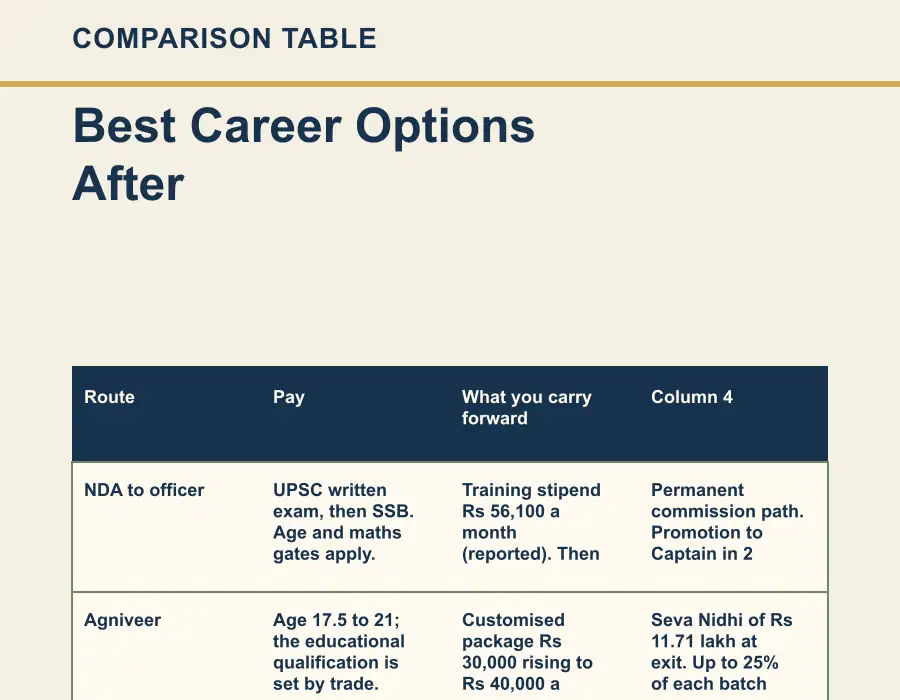 COMPARISON TABLE
Best Career Options
After
Route
Pay
What you carry
forward
Column 4
NDA to officer
UPSC written
exam, then SSB.
Age and maths
gates apply.
Training stipend
Rs 56,100 a
month
(reported). Then
Permanent
commission path.
Promotion to
Captain in 2
Agniveer
Age 17.5 to 21;
the educational
qualification is
set by trade.
Customised
package Rs
30,000 rising to
Rs 40,000 a
Seva Nidhi of Rs
11.71 lakh at
exit. Up to 25%
of each batch